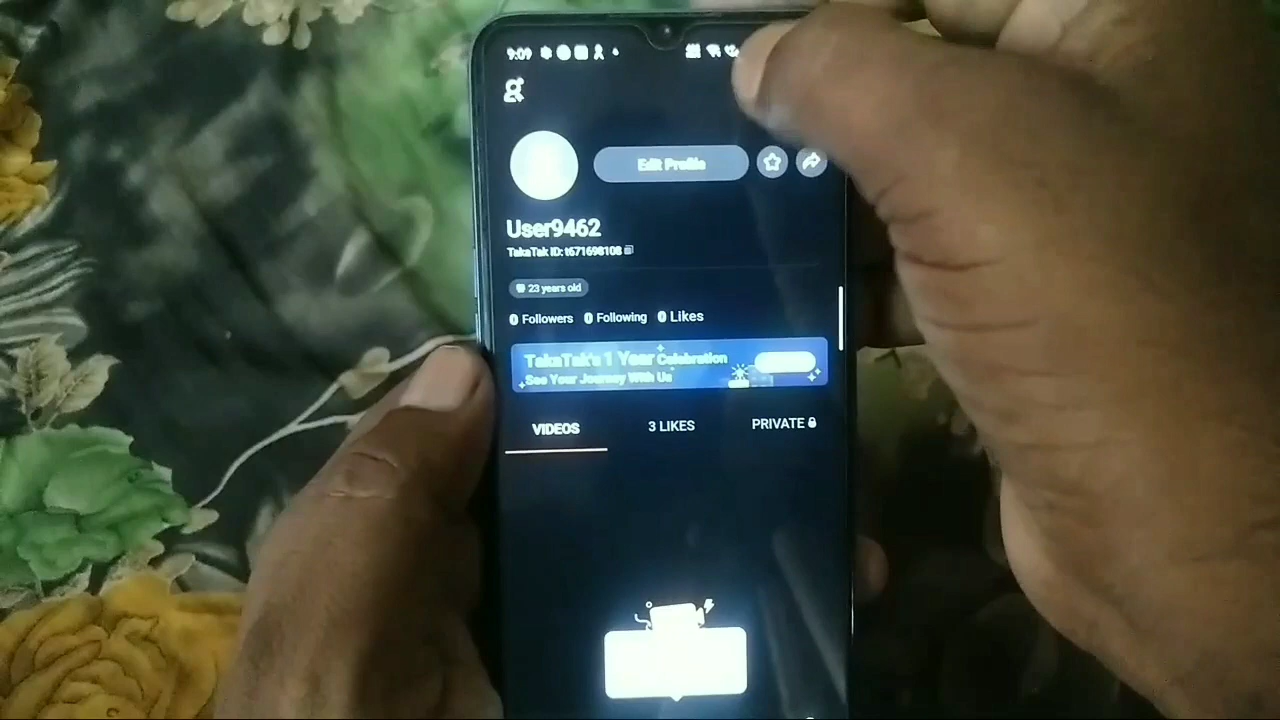 9:09
Edit Profile
User9462
TakaTak ID: t671698108
23 years old
0 Followers 0 Following 0 Likes
TakaTak's 1 Year Celebration
See Your Journey With Us
VIDEOS 3 LIKES PRIVATE